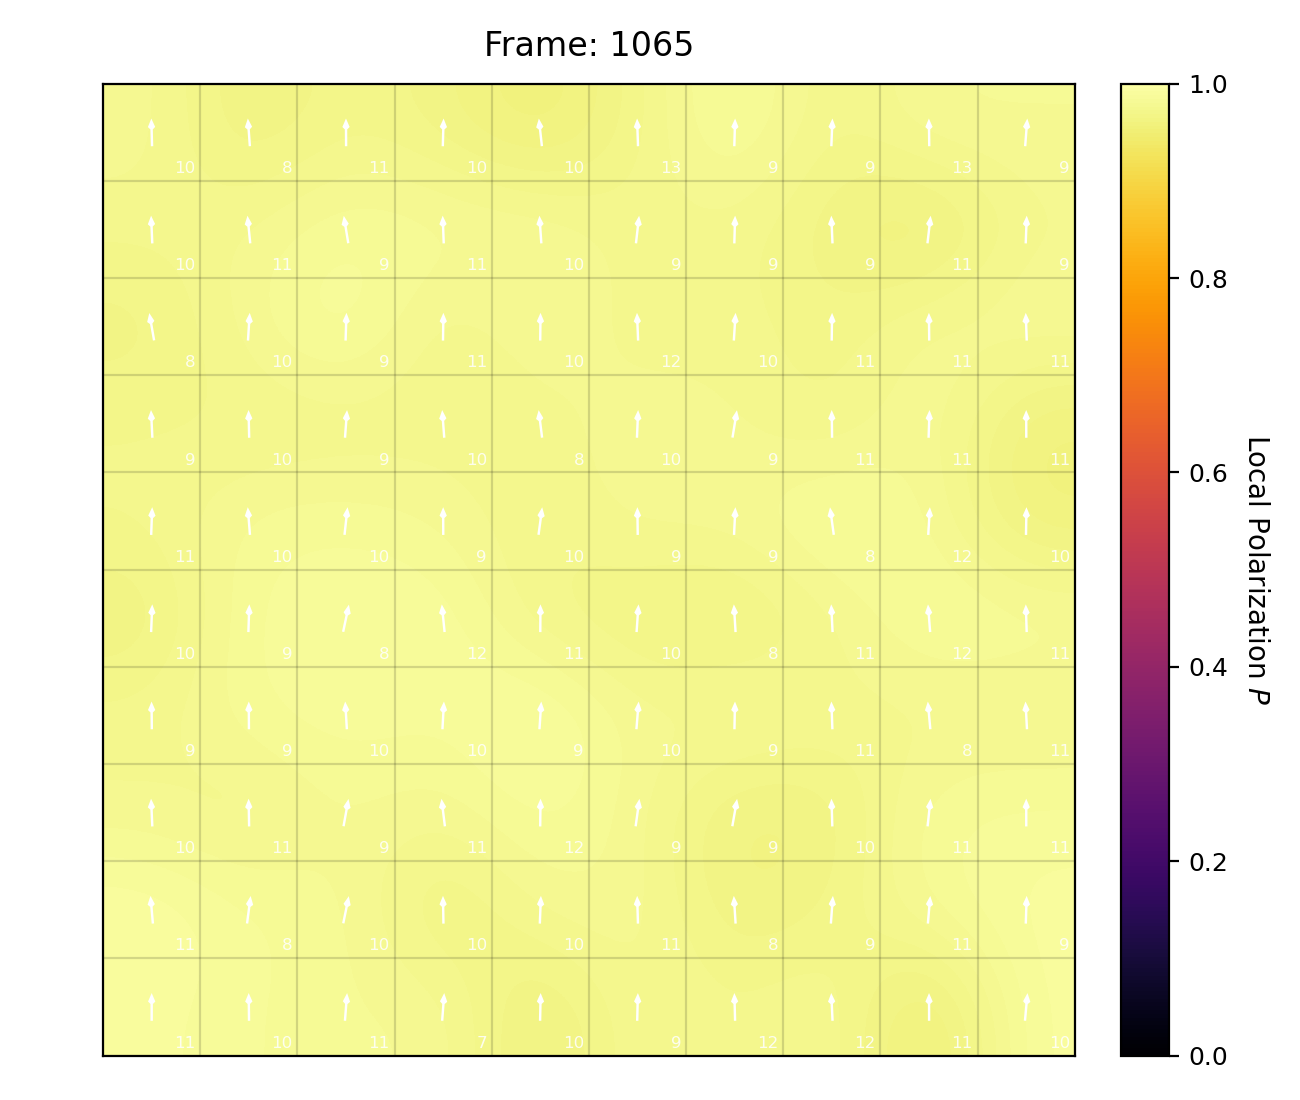 Frame: 1065
10 8 11 10 10 13 9 9 13 9
10 11 9 11 10 9 9 9 11 9
8 10 9 11 10 12 10 11 11 11
9 10 9 10 8 10 9 11 11 11
11 10 10 9 10 9 9 8 12 10
10 9 8 12 11 10 8 11 12 11
9 9 10 10 9 10 9 11 8 11
10 11 9 11 12 9 9 10 11 11
11 8 10 10 10 11 8 9 11 9
11 10 11 7 10 9 12 12 11 10
1.0
0.8
0.6
0.4
0.2
0.0
Local Polarization P